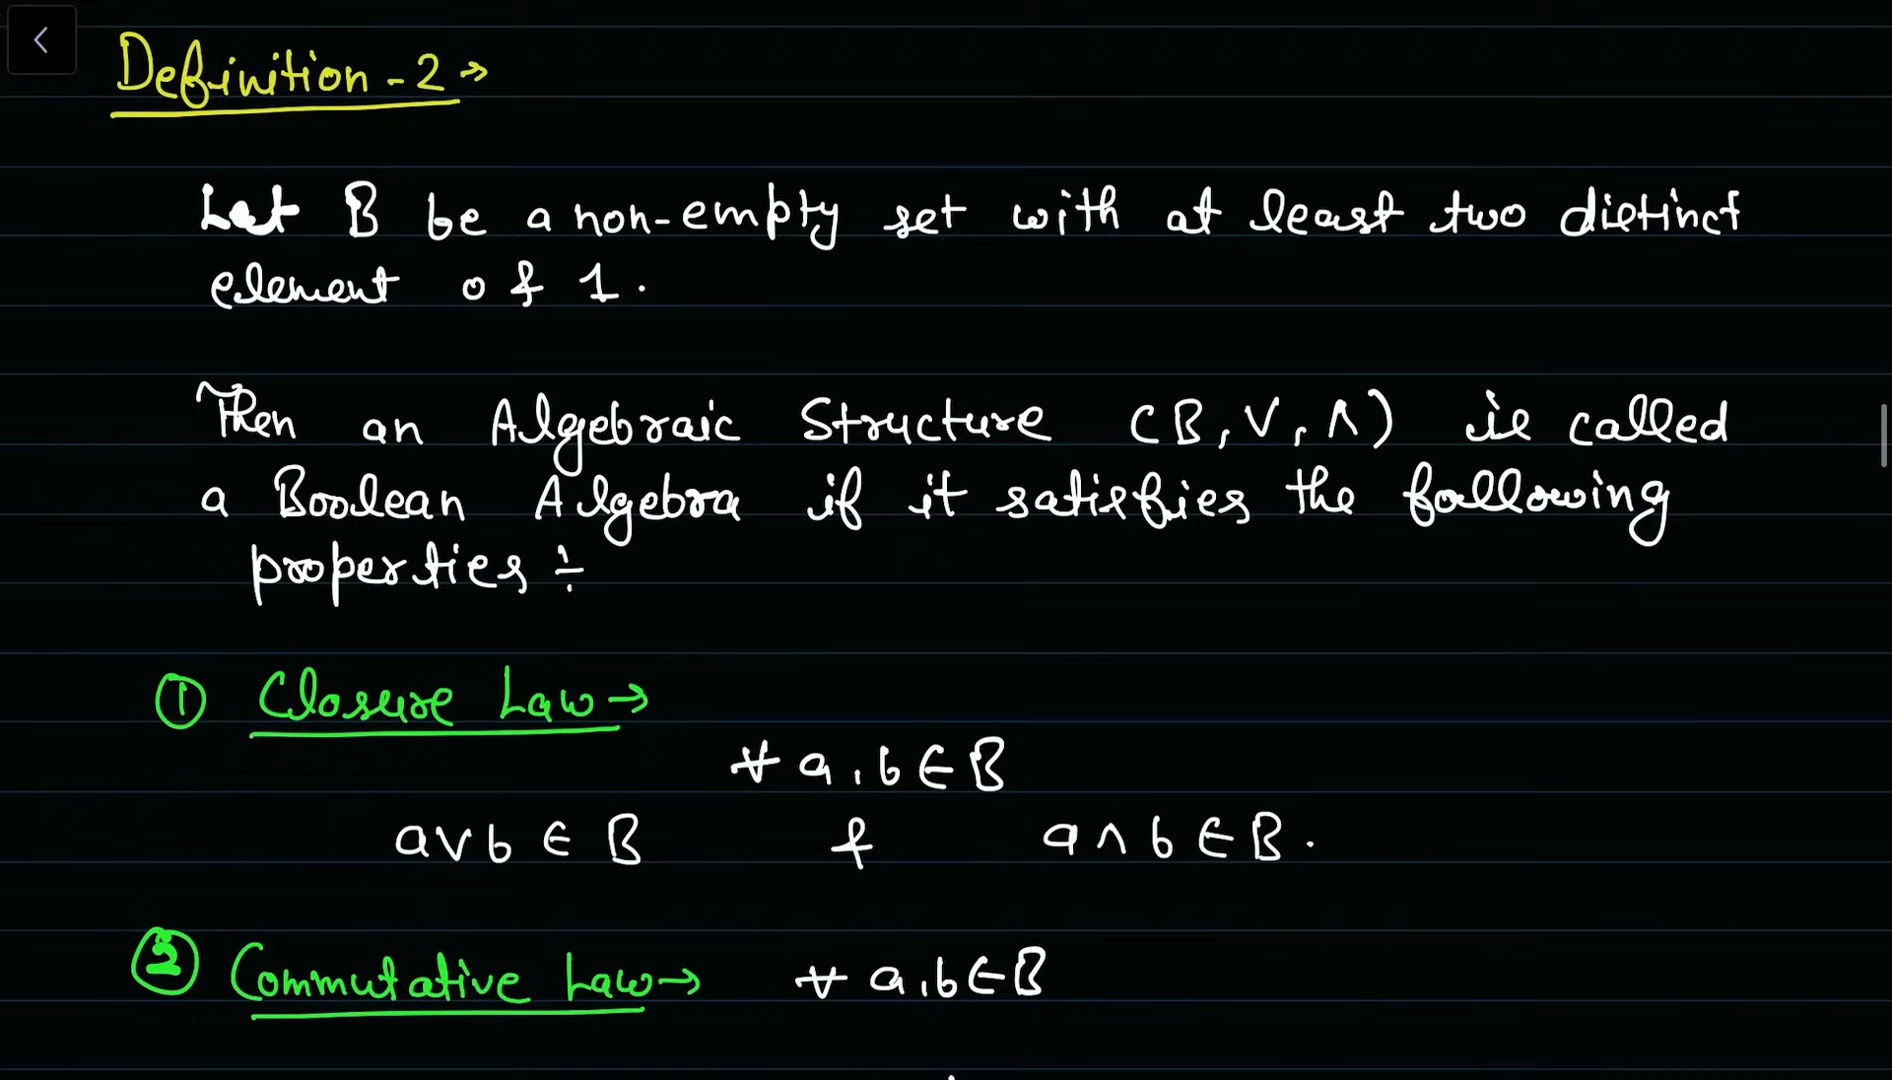 Definition - 2 →
Let B be a non-empty set with at least two distinct
element 0 & 1.
Then an Algebraic Structure (B, ∨, ∧) is called
a Boolean Algebra if it satisfies the following
properties ÷
① Closure Law →
∀ a, b ∈ B
a ∨ b ∈ B & a ∧ b ∈ B.
② Commutative Law → ∀ a, b ∈ B